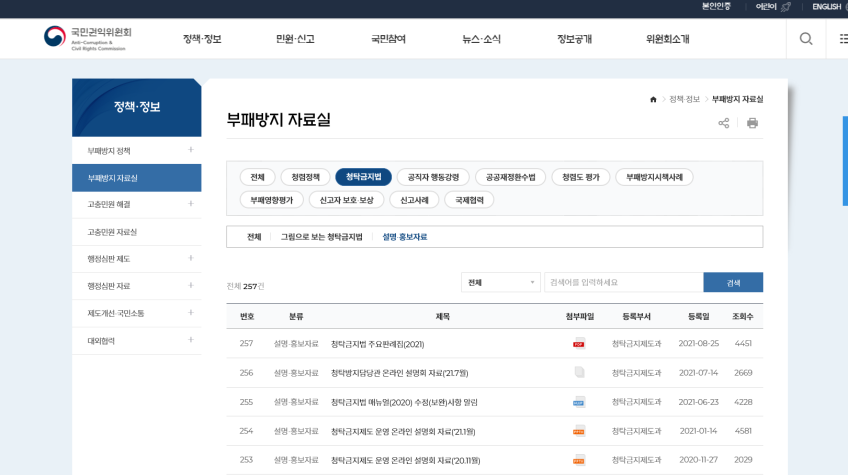 본인인증 어린이 ENGLISH
국민권익위원회
Anti-Corruption &
Civil Rights Commission
정책·정보 민원·신고 국민참여 뉴스·소식 정보공개 위원회소개
정책·정보
부패방지 정책
부패방지 자료실
고충민원 해결
고충민원 자료실
행정심판 제도
행정심판 자료
제도개선·국민소통
대외협력
정책·정보 > 부패방지 자료실
부패방지 자료실
전체 청렴정책 청탁금지법 공직자 행동강령 공공재정환수법 청렴도 평가 부패방지시책사례
부패영향평가 신고자 보호·보상 신고사례 국제협력
전체 그림으로 보는 청탁금지법 설명·홍보자료
전체 257건 전체 검색어를 입력하세요 검색
번호 분류 제목 첨부파일 등록부서 등록일 조회수
257 설명·홍보자료 청탁금지법 주요판례집(2021) PDF 청탁금지제도과 2021-08-25 4451
256 설명·홍보자료 청탁방지담당관 온라인 설명회 자료('21.7월) 청탁금지제도과 2021-07-14 2669
255 설명·홍보자료 청탁금지법 매뉴얼(2020) 수정(보완)사항 알림 청탁금지제도과 2021-06-23 4228
254 설명·홍보자료 청탁금지제도 운영 온라인 설명회 자료('21.1월) 청탁금지제도과 2021-01-14 4581
253 설명·홍보자료 청탁금지제도 운영 온라인 설명회 자료('20.11월) 청탁금지제도과 2020-11-27 2029